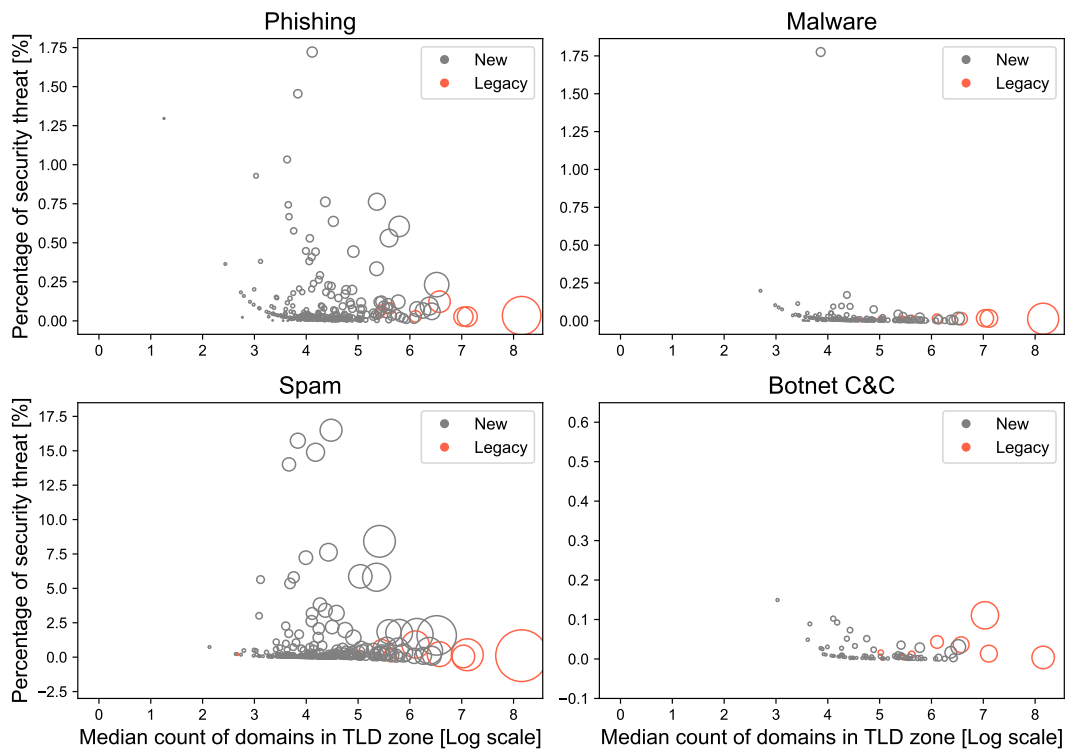 Phishing
Percentage of security threat [%]
1.75
1.50
1.25
1.00
0.75
0.50
0.25
0.00
0 1 2 3 4 5 6 7 8
New
Legacy
Malware
1.75
1.50
1.25
1.00
0.75
0.50
0.25
0.00
0 1 2 3 4 5 6 7 8
New
Legacy
Spam
Percentage of security threat [%]
17.5
15.0
12.5
10.0
7.5
5.0
2.5
0.0
−2.5
0 1 2 3 4 5 6 7 8
Median count of domains in TLD zone [Log scale]
New
Legacy
Botnet C&C
0.6
0.5
0.4
0.3
0.2
0.1
0.0
−0.1
0 1 2 3 4 5 6 7 8
Median count of domains in TLD zone [Log scale]
New
Legacy